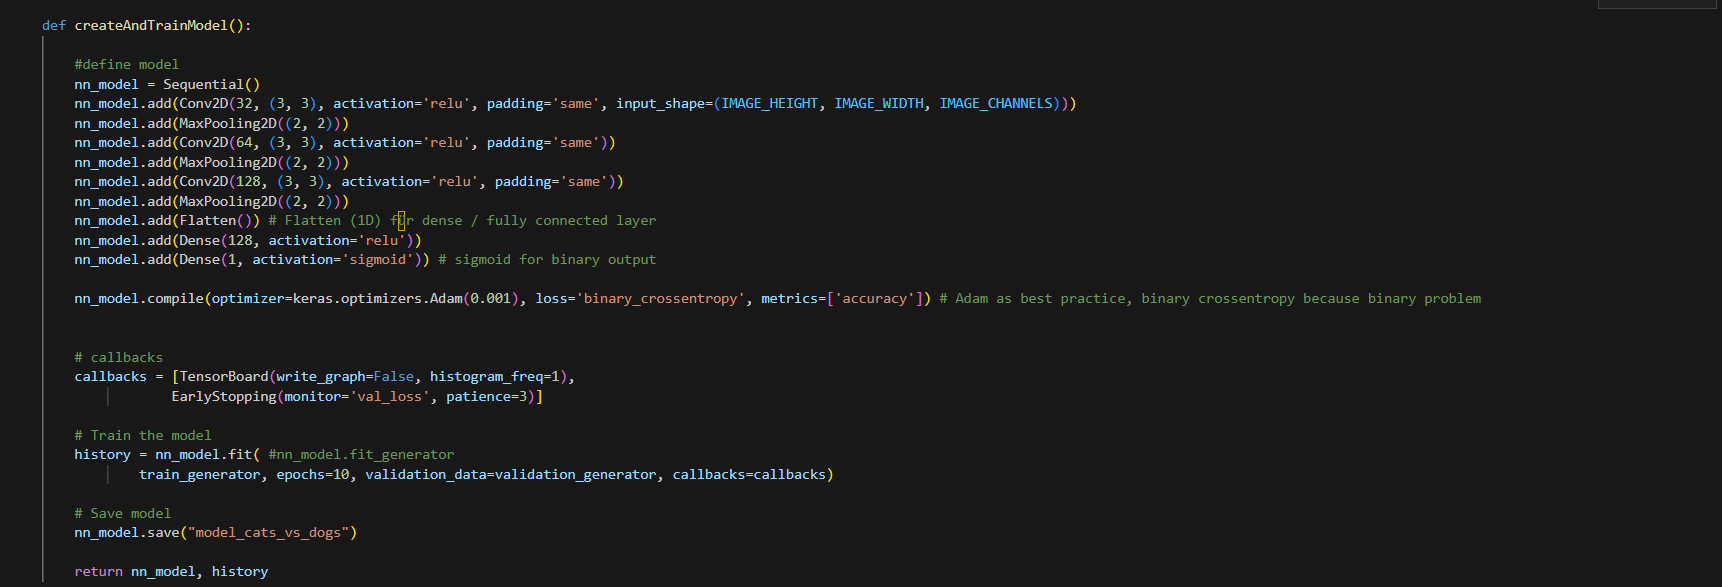 def createAndTrainModel():
#define model
nn_model = Sequential()
nn_model.add(Conv2D(32, (3, 3), activation='relu', padding='same', input_shape=(IMAGE_HEIGHT, IMAGE_WIDTH, IMAGE_CHANNELS)))
nn_model.add(MaxPooling2D((2, 2)))
nn_model.add(Conv2D(64, (3, 3), activation='relu', padding='same'))
nn_model.add(MaxPooling2D((2, 2)))
nn_model.add(Conv2D(128, (3, 3), activation='relu', padding='same'))
nn_model.add(MaxPooling2D((2, 2)))
nn_model.add(Flatten()) # Flatten (1D) für dense / fully connected layer
nn_model.add(Dense(128, activation='relu'))
nn_model.add(Dense(1, activation='sigmoid')) # sigmoid for binary output
nn_model.compile(optimizer=keras.optimizers.Adam(0.001), loss='binary_crossentropy', metrics=['accuracy']) # Adam as best practice, binary crossentropy because binary problem
# callbacks
callbacks = [TensorBoard(write_graph=False, histogram_freq=1),
EarlyStopping(monitor='val_loss', patience=3)]
# Train the model
history = nn_model.fit( #nn_model.fit_generator
train_generator, epochs=10, validation_data=validation_generator, callbacks=callbacks)
# Save model
nn_model.save("model_cats_vs_dogs")
return nn_model, history